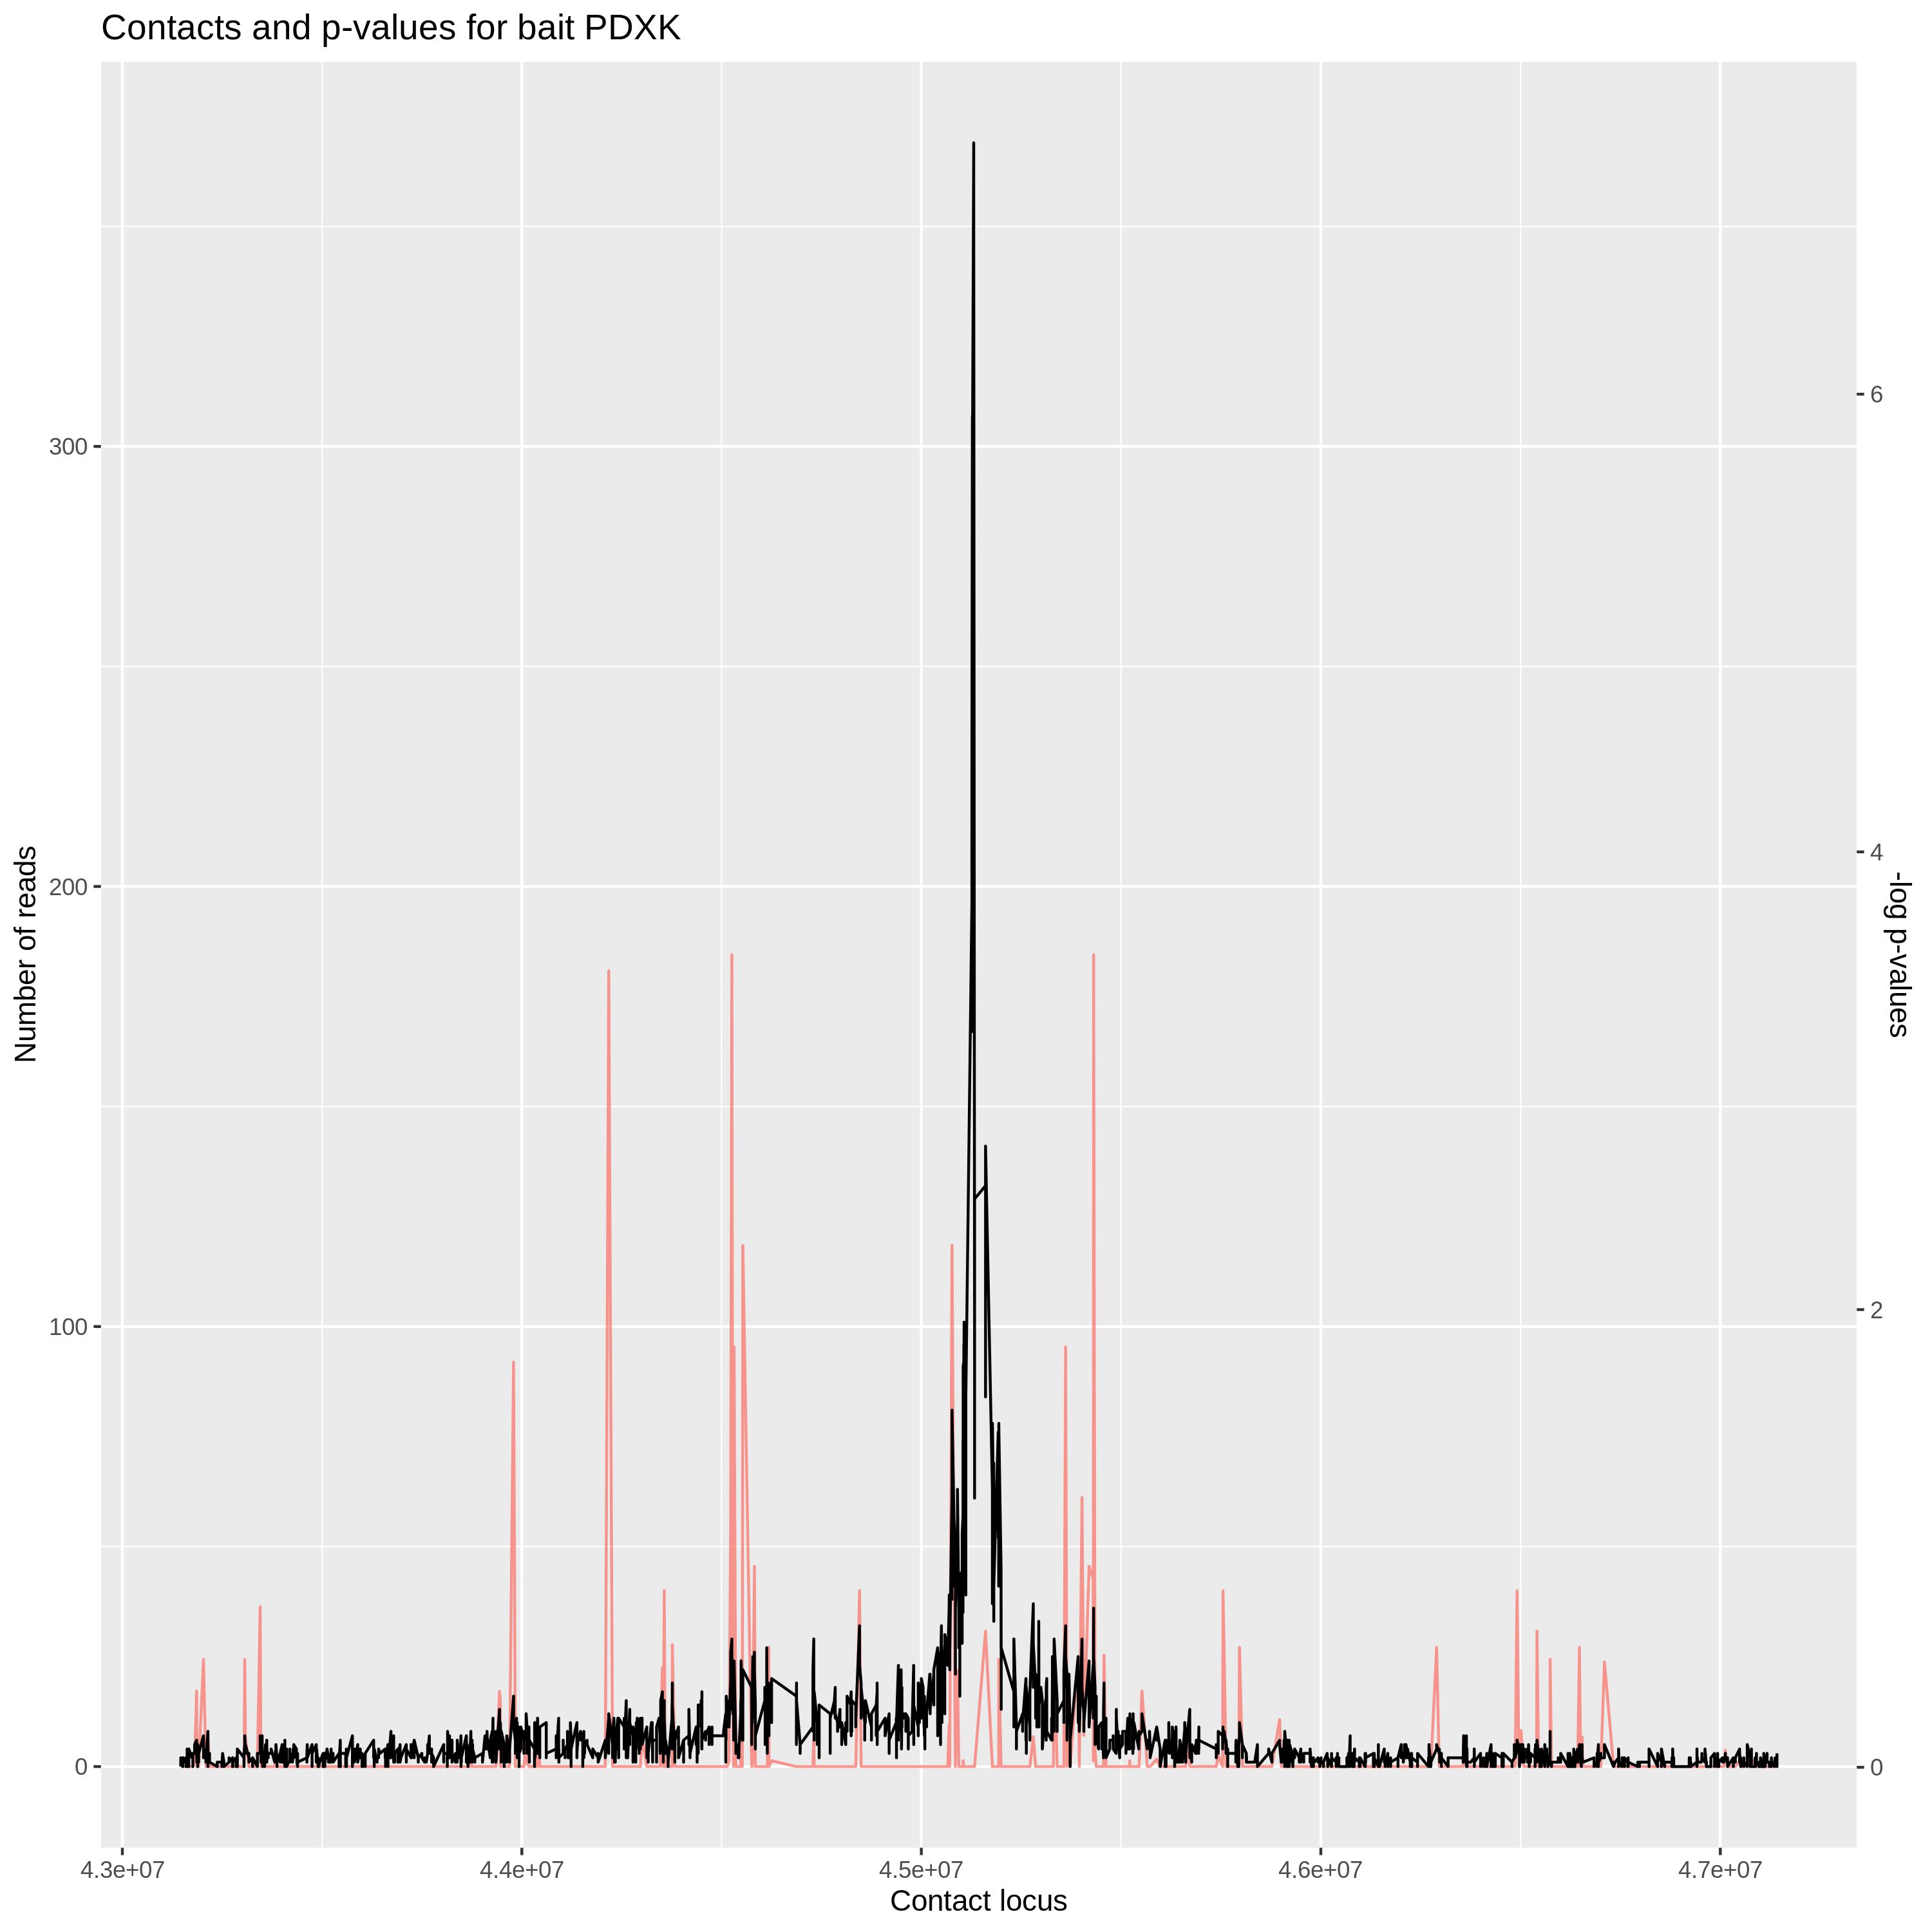 Contacts and p-values for bait PDXK
Number of reads
300
200
100
0
6
4
2
0
-log p-values
4.3e+07
4.4e+07
4.5e+07
4.6e+07
4.7e+07
Contact locus